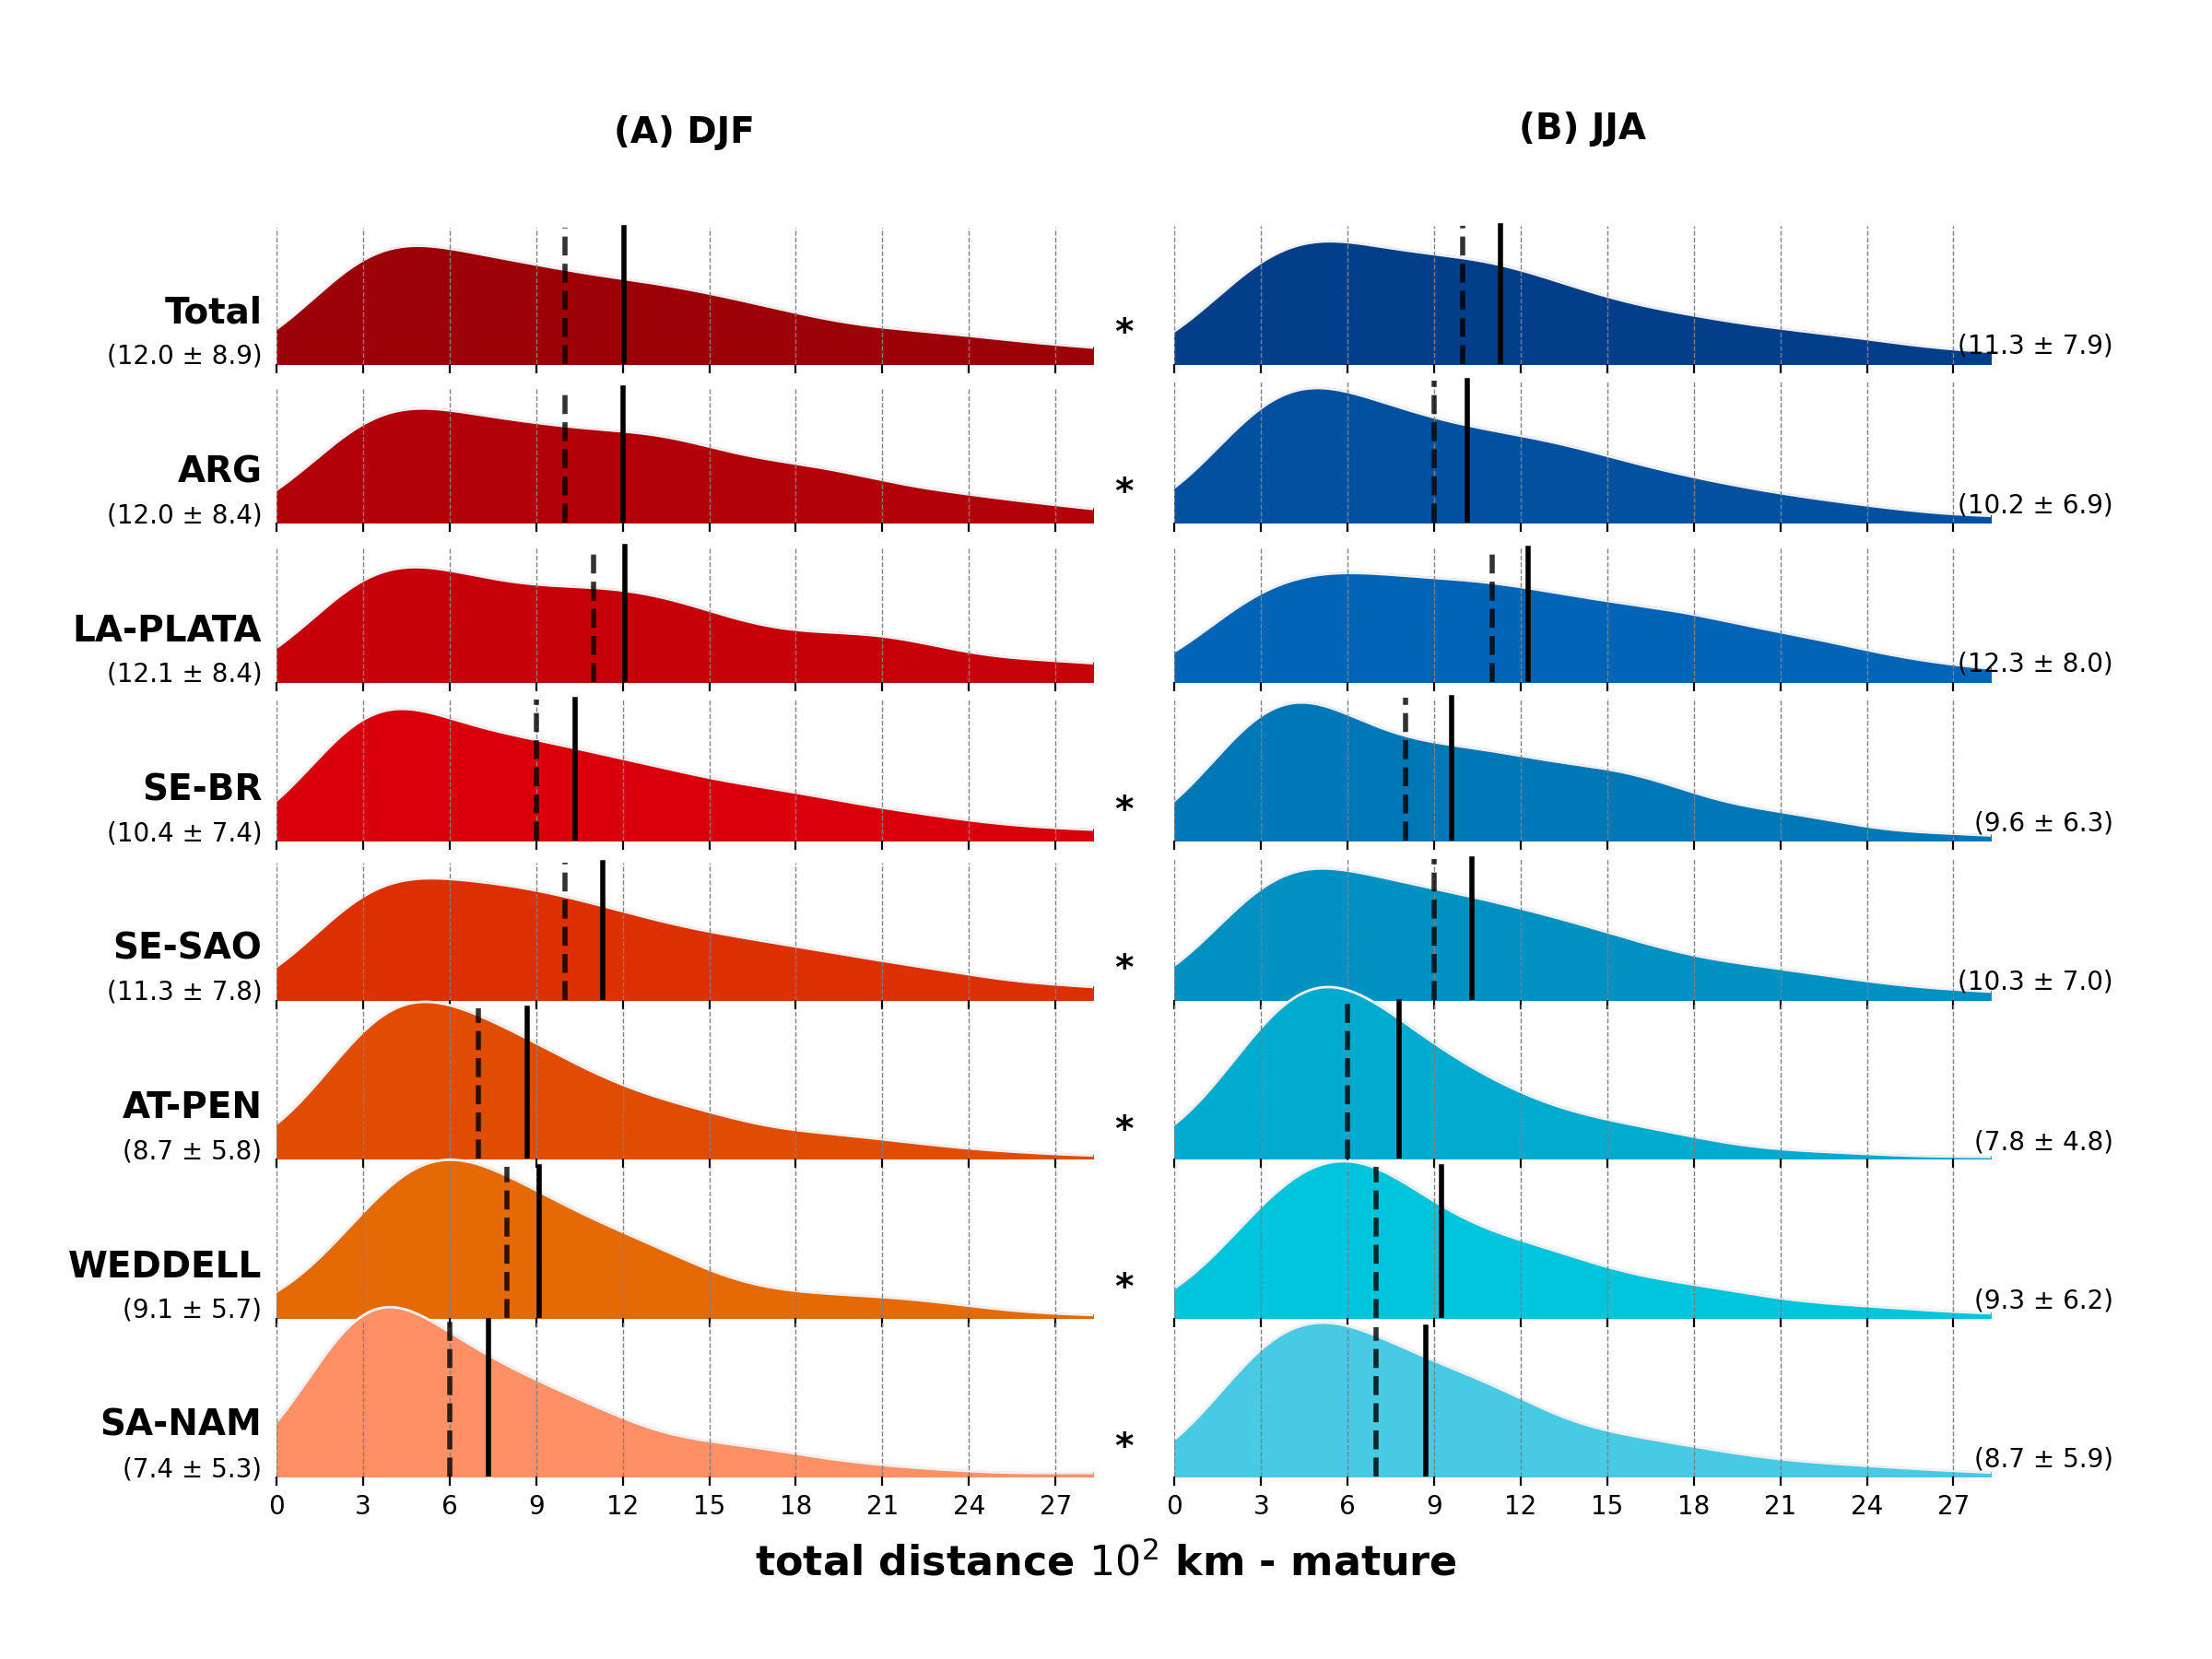 (A) DJF
(B) JJA
Total
(12.0 ± 8.9)
*
(11.3 ± 7.9)
ARG
(12.0 ± 8.4)
*
(10.2 ± 6.9)
LA-PLATA
(12.1 ± 8.4)
(12.3 ± 8.0)
SE-BR
(10.4 ± 7.4)
*
(9.6 ± 6.3)
SE-SAO
(11.3 ± 7.8)
*
(10.3 ± 7.0)
AT-PEN
(8.7 ± 5.8)
*
(7.8 ± 4.8)
WEDDELL
(9.1 ± 5.7)
*
(9.3 ± 6.2)
SA-NAM
(7.4 ± 5.3)
*
(8.7 ± 5.9)
0 3 6 9 12 15 18 21 24 27
0 3 6 9 12 15 18 21 24 27
total distance 10² km - mature